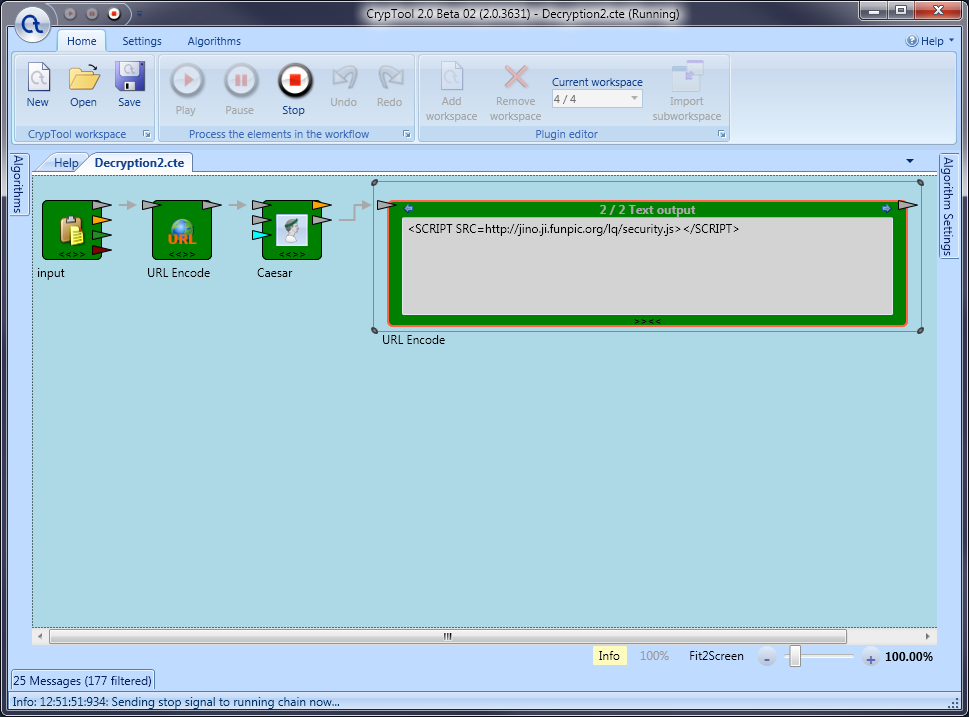 CrypTool 2.0 Beta 02 (2.0.3631) - Decryption2.cte (Running)
Home Settings Algorithms Help
New Open Save Play Pause Stop Undo Redo Add workspace Remove workspace Current workspace 4 / 4 Import subworkspace
CrypTool workspace Process the elements in the workflow Plugin editor
Algorithms
Help Decryption2.cte
Algorithm Settings
2 / 2 Text output
<SCRIPT SRC=http://jino.ji.funpic.org/lq/security.js></SCRIPT>
URL
<<>> <<>> <<>>
input URL Encode Caesar
>><<
URL Encode
Info 100% Fit2Screen - + 100.00%
25 Messages (177 filtered)
Info: 12:51:51:934: Sending stop signal to running chain now...